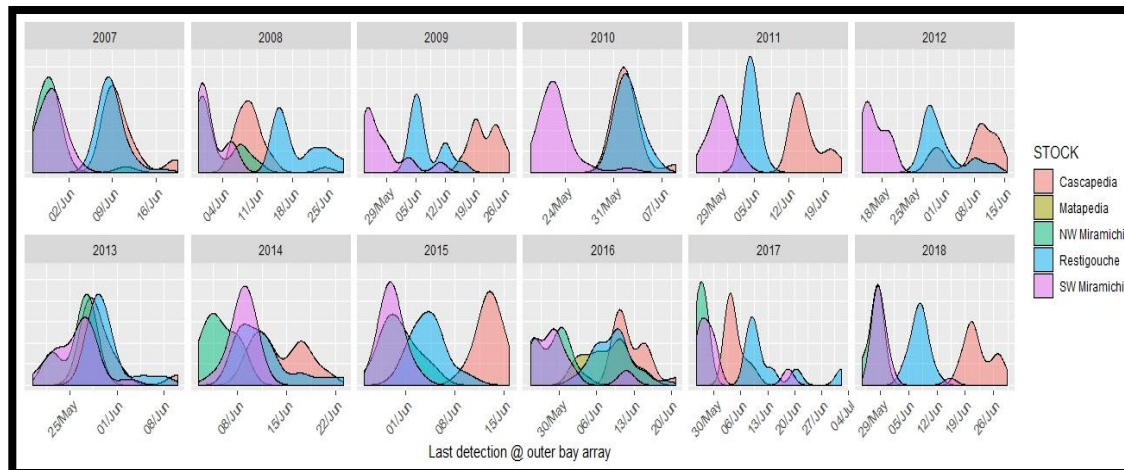 2007 2008 2009 2010 2011 2012
02/Jun 09/Jun 16/Jun 04/Jun 11/Jun 18/Jun 25/Jun 29/May 05/Jun 12/Jun 19/Jun 26/Jun 24/May 31/May 07/Jun 29/May 05/Jun 12/Jun 19/Jun 18/May 25/May 01/Jun 08/Jun 15/Jun
STOCK
Cascapedia
Matapedia
NW Miramichi
Restigouche
SW Miramichi
2013 2014 2015 2016 2017 2018
25/May 01/Jun 08/Jun 08/Jun 15/Jun 22/Jun 01/Jun 08/Jun 15/Jun 30/May 06/Jun 13/Jun 20/Jun 30/May 06/Jun 13/Jun 20/Jun 27/Jun 04/Jul 29/May 05/Jun 12/Jun 19/Jun 26/Jun
Last detection @ outer bay array